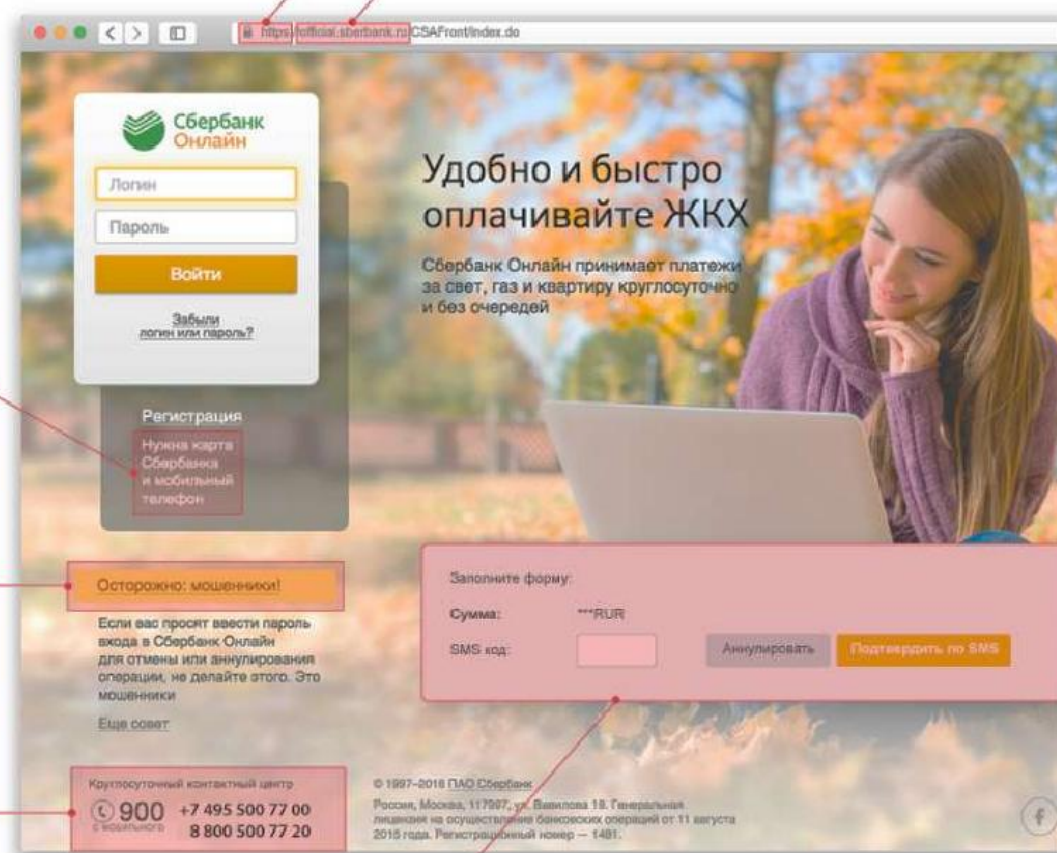 https://official.sberbank.ru/CSAFront/index.do
Сбербанк
Онлайн
Логин
Пароль
Войти
Забыли
логин или пароль?
Регистрация
Нужна карта
Сбербанка
и мобильный
телефон
Удобно и быстро
оплачивайте ЖКХ
Сбербанк Онлайн принимает платежи
за свет, газ и квартиру круглосуточно
и без очередей
Осторожно: мошенники!
Если вас просят ввести пароль
входа в Сбербанк Онлайн
для отмены или аннулирования
операции, не делайте этого. Это
мошенники
Еще совет
Заполните форму:
Сумма: ***RUR
SMS код:
Аннулировать
Подтвердить по SMS
Круглосуточный контактный центр
900 +7 495 500 77 00
с мобильного 8 800 500 77 20
© 1997–2016 ПАО Сбербанк
Россия, Москва, 117997, ул. Вавилова 19. Генеральная
лицензия на осуществление банковских операций от 11 августа
2015 года. Регистрационный номер — 1481.
f